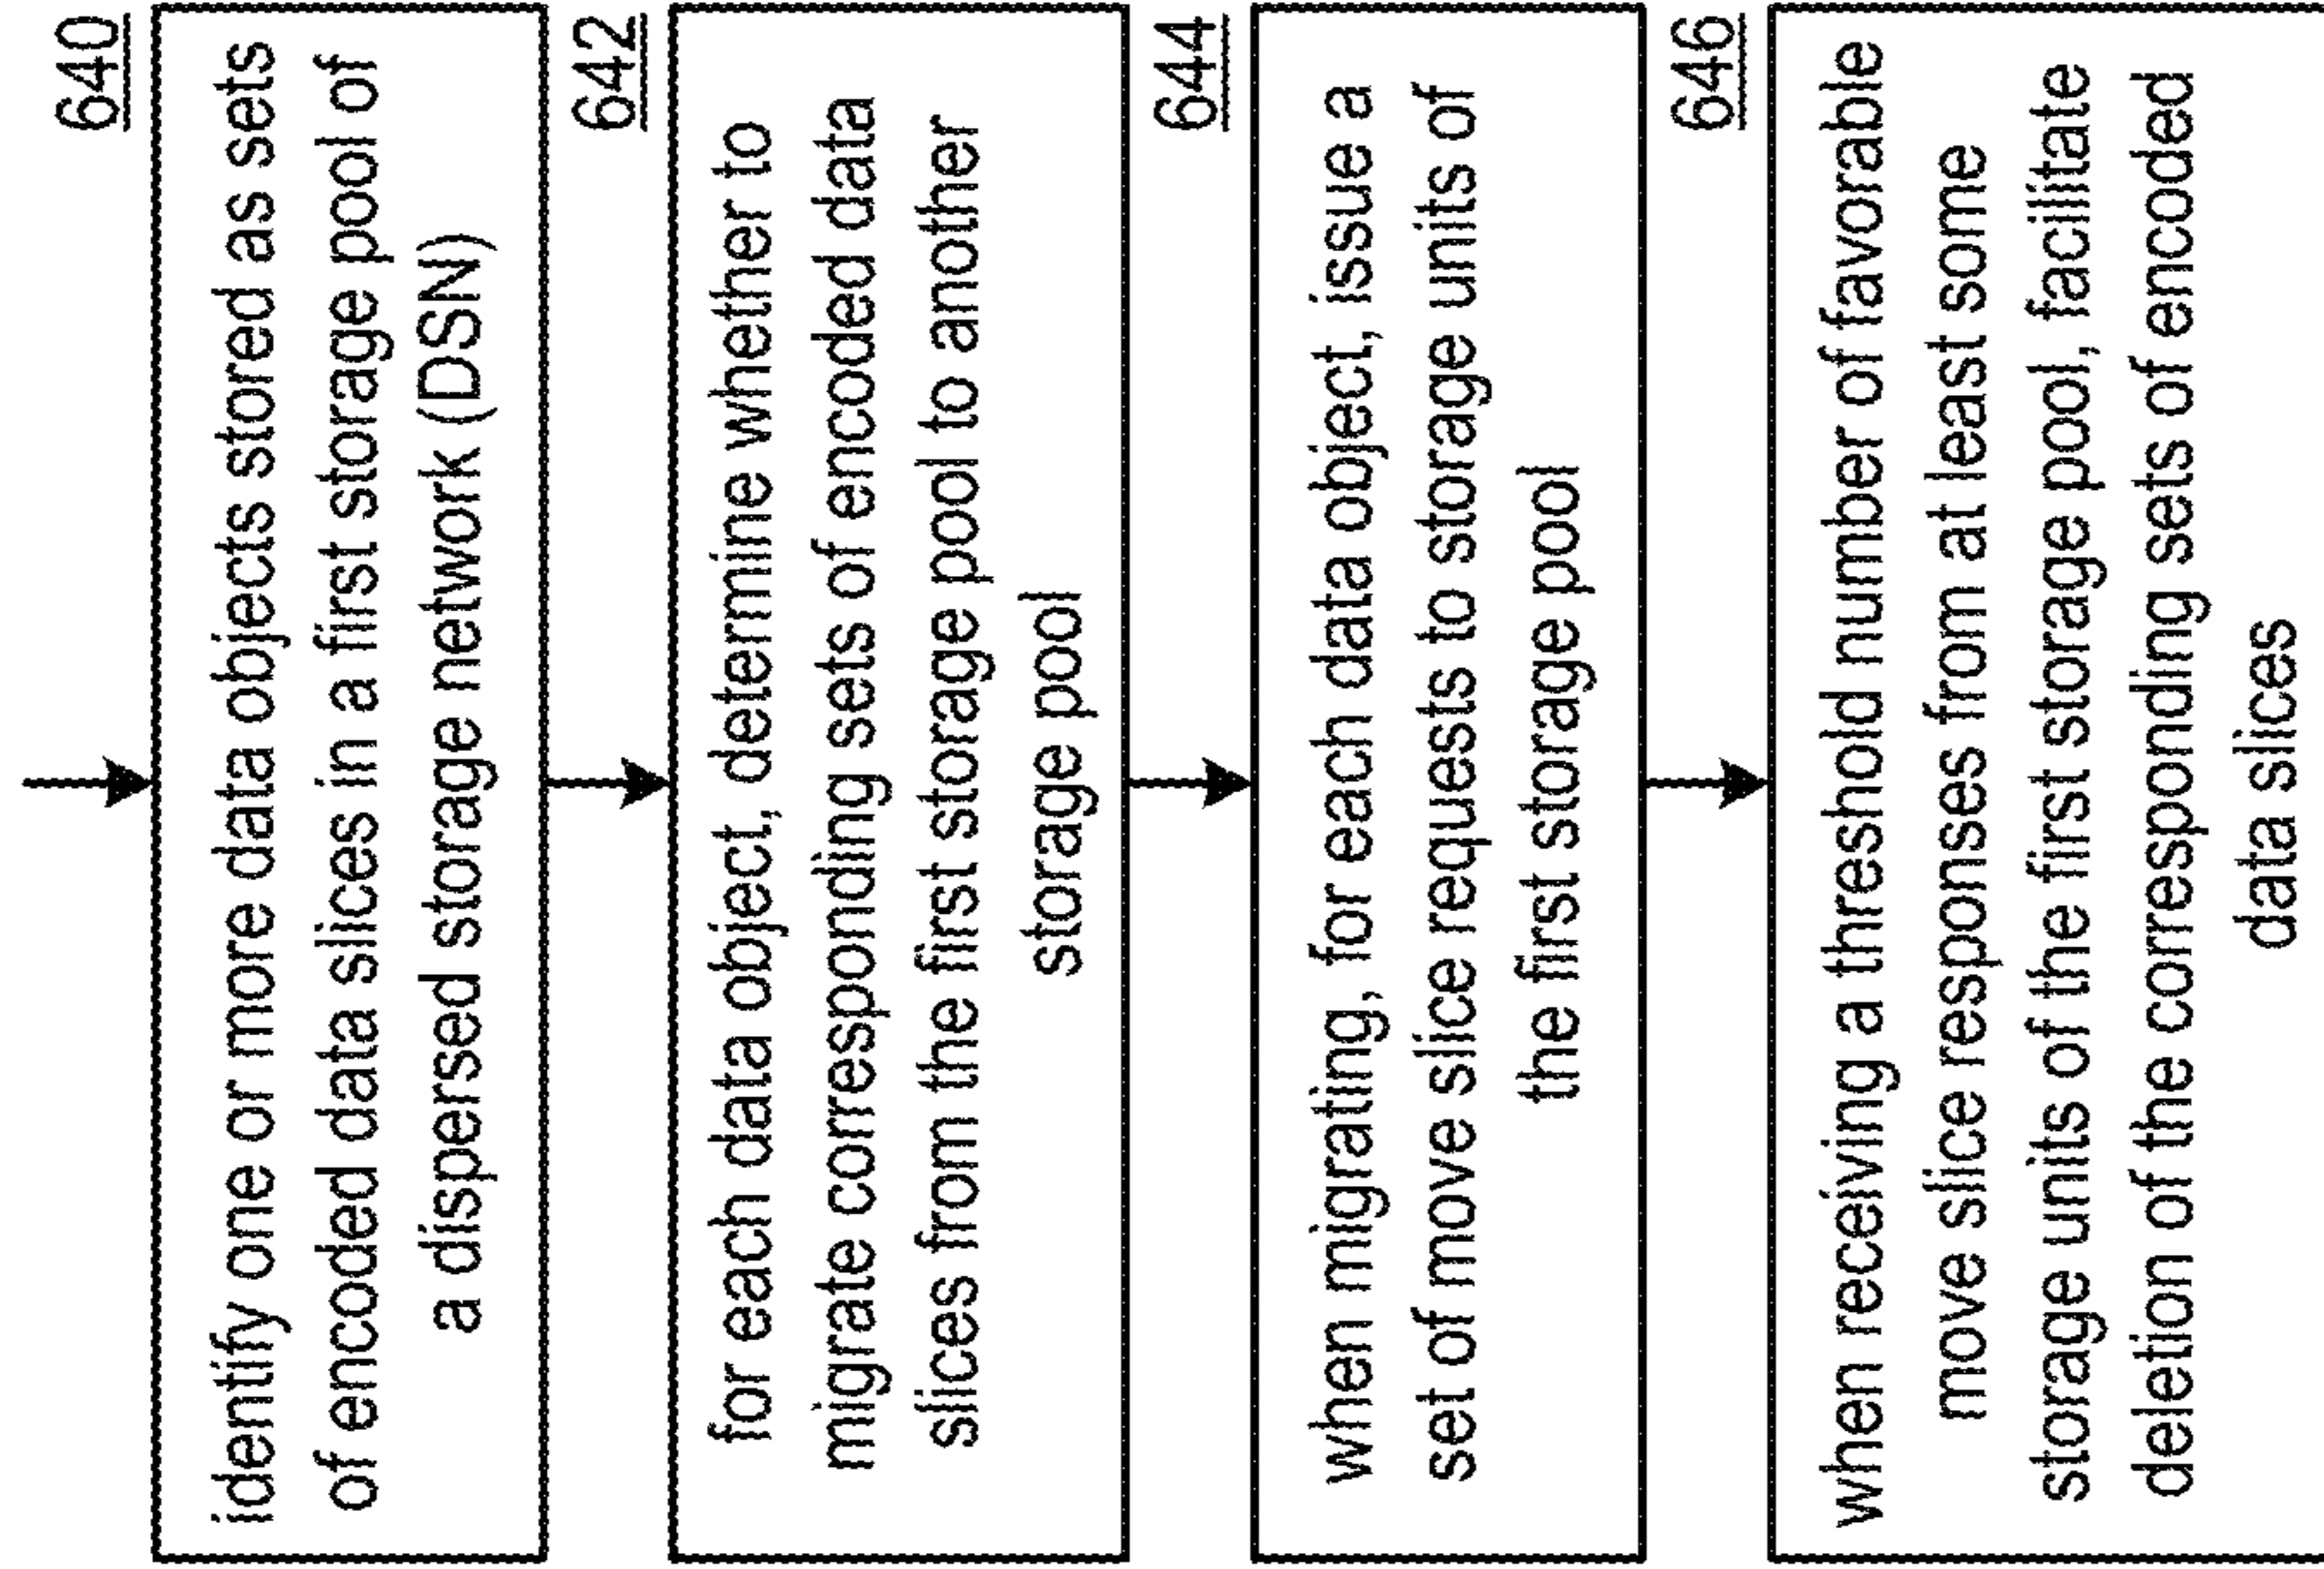 640
identify one or more data objects stored as sets
of encoded data slices in a first storage pool of
a dispersed storage network (DSN)
642
for each data object, determine whether to
migrate corresponding sets of encoded data
slices from the first storage pool to another
storage pool
644
when migrating, for each data object, issue a
set of move slice requests to storage units of
the first storage pool
646
when receiving a threshold number of favorable
move slice responses from at least some
storage units of the first storage pool, facilitate
deletion of the corresponding sets of encoded
data slices